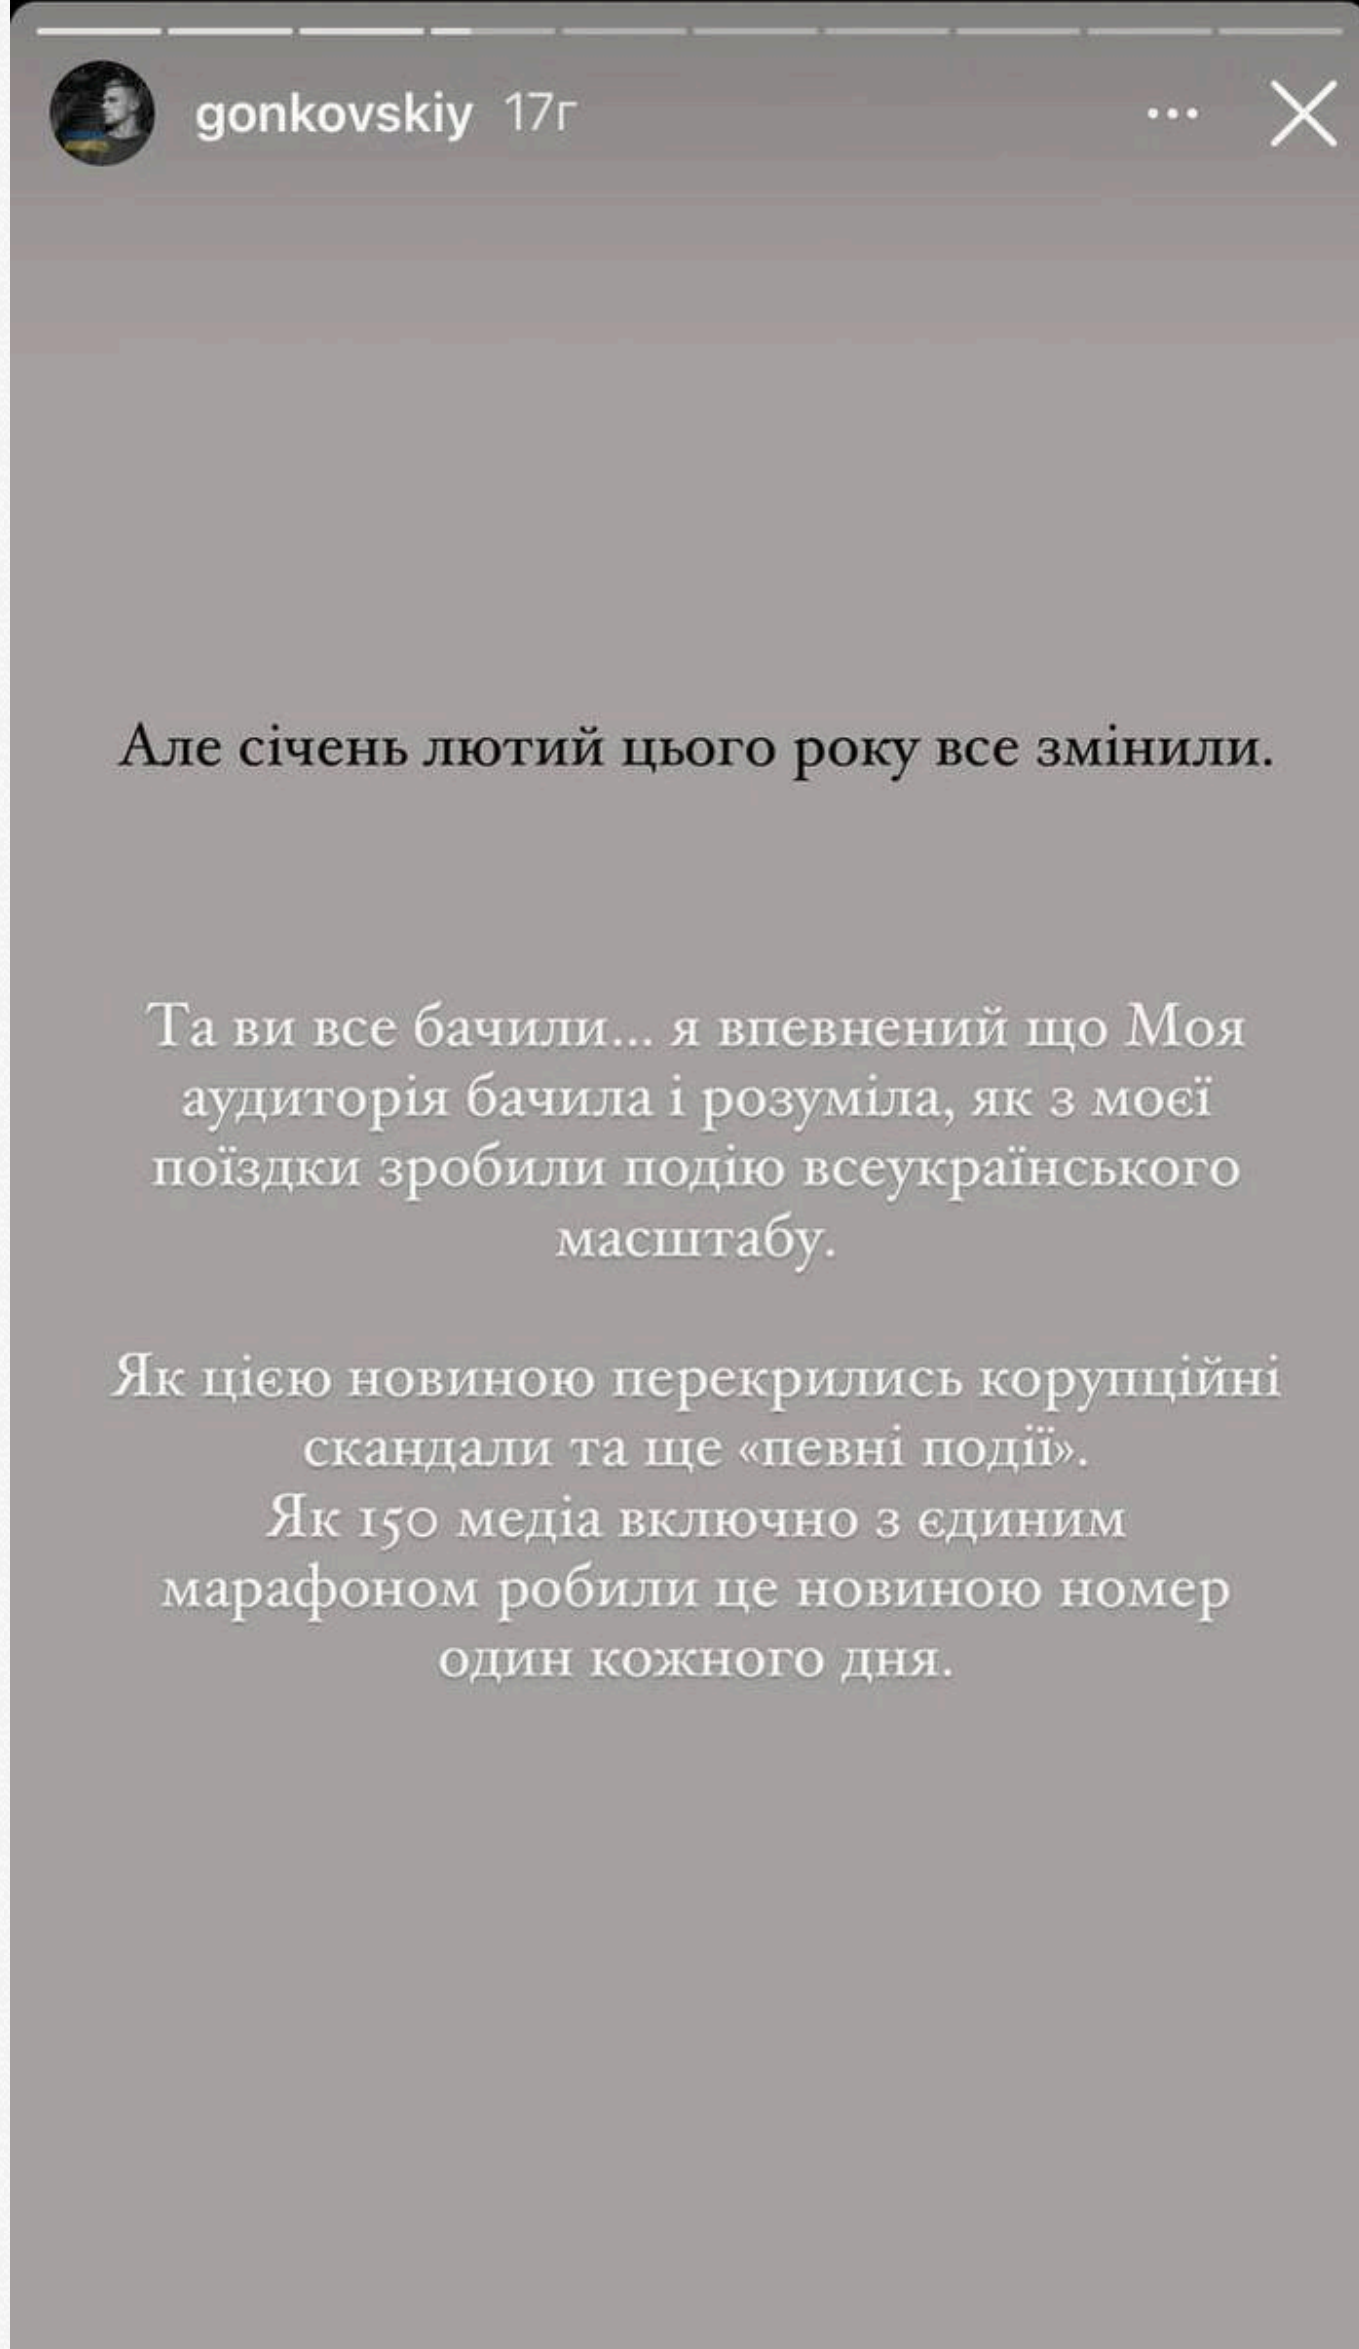 gonkovskiy 17г
Але січень лютий цього року все змінили.
Та ви все бачили... я впевнений що Моя
аудиторія бачила і розуміла, як з моєї
поїздки зробили подію всеукраїнського
масштабу.
Як цією новиною перекрились корупційні
скандали та ще «певні події».
Як 150 медіа включно з єдиним
марафоном робили це новиною номер
один кожного дня.